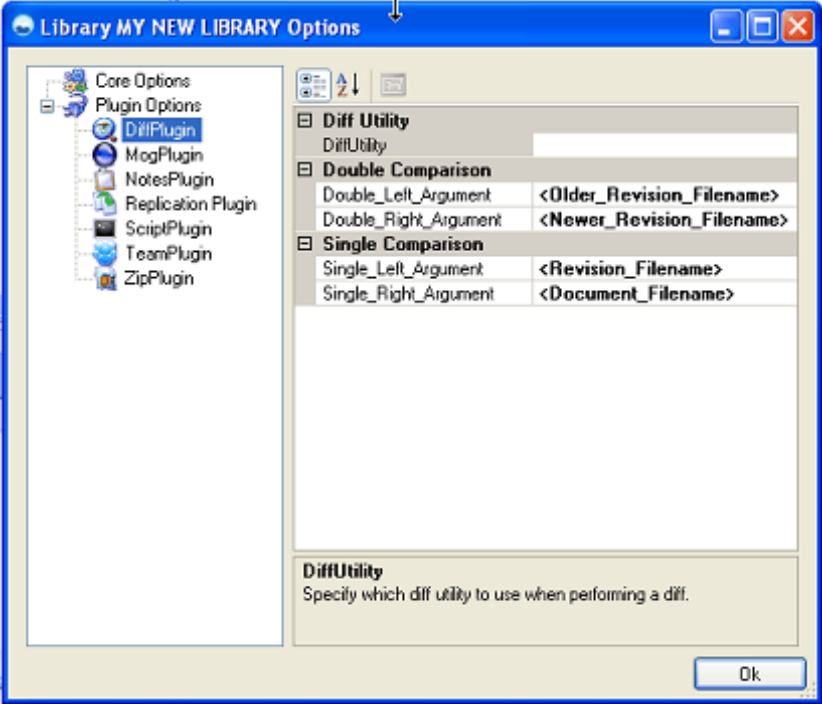 Library MY NEW LIBRARY Options
Core Options
Plugin Options
DiffPlugin
MogPlugin
NotesPlugin
Replication Plugin
ScriptPlugin
TeamPlugin
ZipPlugin
Diff Utility
DiffUtility
Double Comparison
Double_Left_Argument <Older_Revision_Filename>
Double_Right_Argument <Newer_Revision_Filename>
Single Comparison
Single_Left_Argument <Revision_Filename>
Single_Right_Argument <Document_Filename>
DiffUtility
Specify which diff utility to use when performing a diff.
Ok